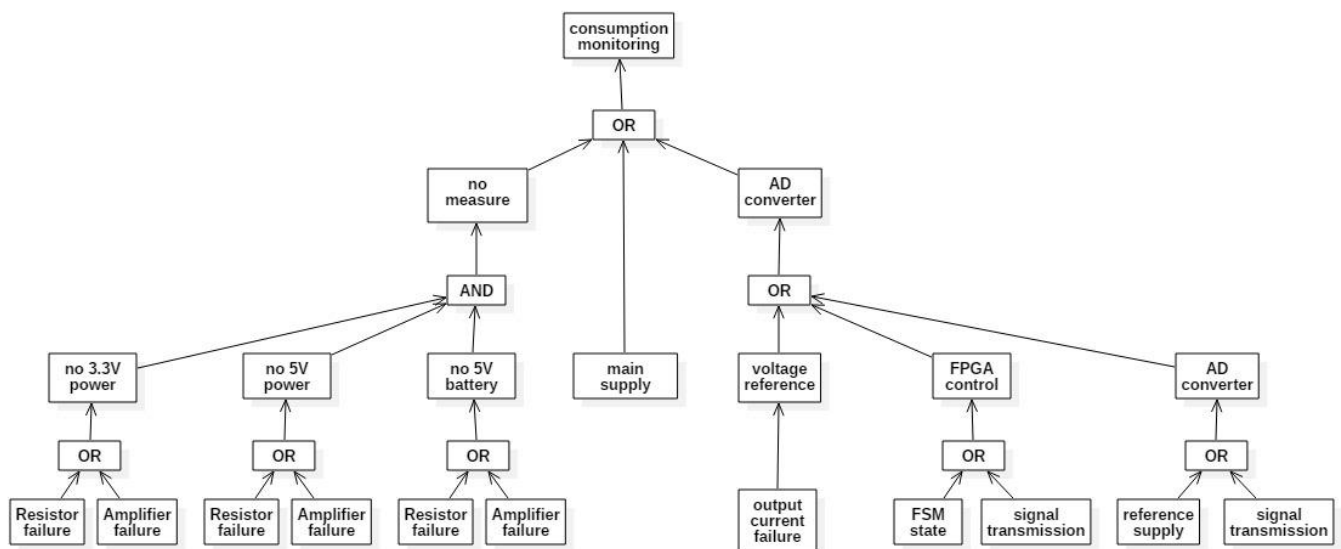 consumption
monitoring
OR
no
measure
AD
converter
AND
OR
no 3.3V
power
no 5V
power
no 5V
battery
main
supply
voltage
reference
FPGA
control
AD
converter
OR
OR
OR
OR
OR
Resistor
failure
Amplifier
failure
Resistor
failure
Amplifier
failure
Resistor
failure
Amplifier
failure
output
current
failure
FSM
state
signal
transmission
reference
supply
signal
transmission